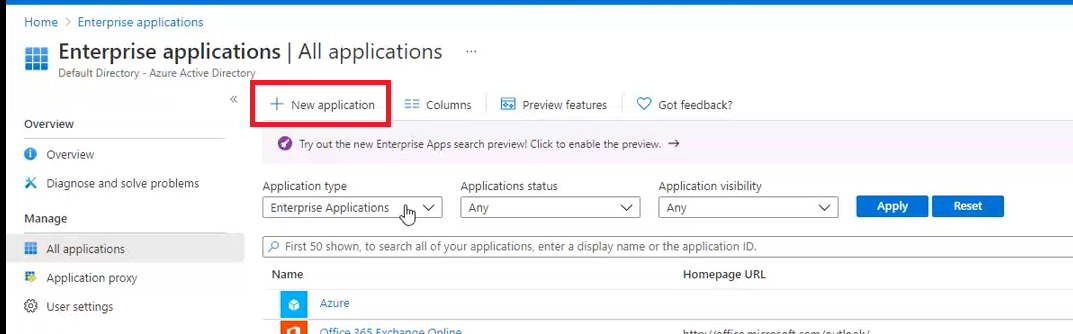 Home > Enterprise applications
Enterprise applications | All applications ...
Default Directory - Azure Active Directory
«
+ New application Columns Preview features Got feedback?
Overview
Overview
Diagnose and solve problems
Manage
All applications
Application proxy
User settings
Try out the new Enterprise Apps search preview! Click to enable the preview. →
Application type Applications status Application visibility
Enterprise Applications Any Any Apply Reset
First 50 shown, to search all of your applications, enter a display name or the application ID.
Name Homepage URL
Azure
Office 365 Exchange Online http://office.microsoft.com/outlook/